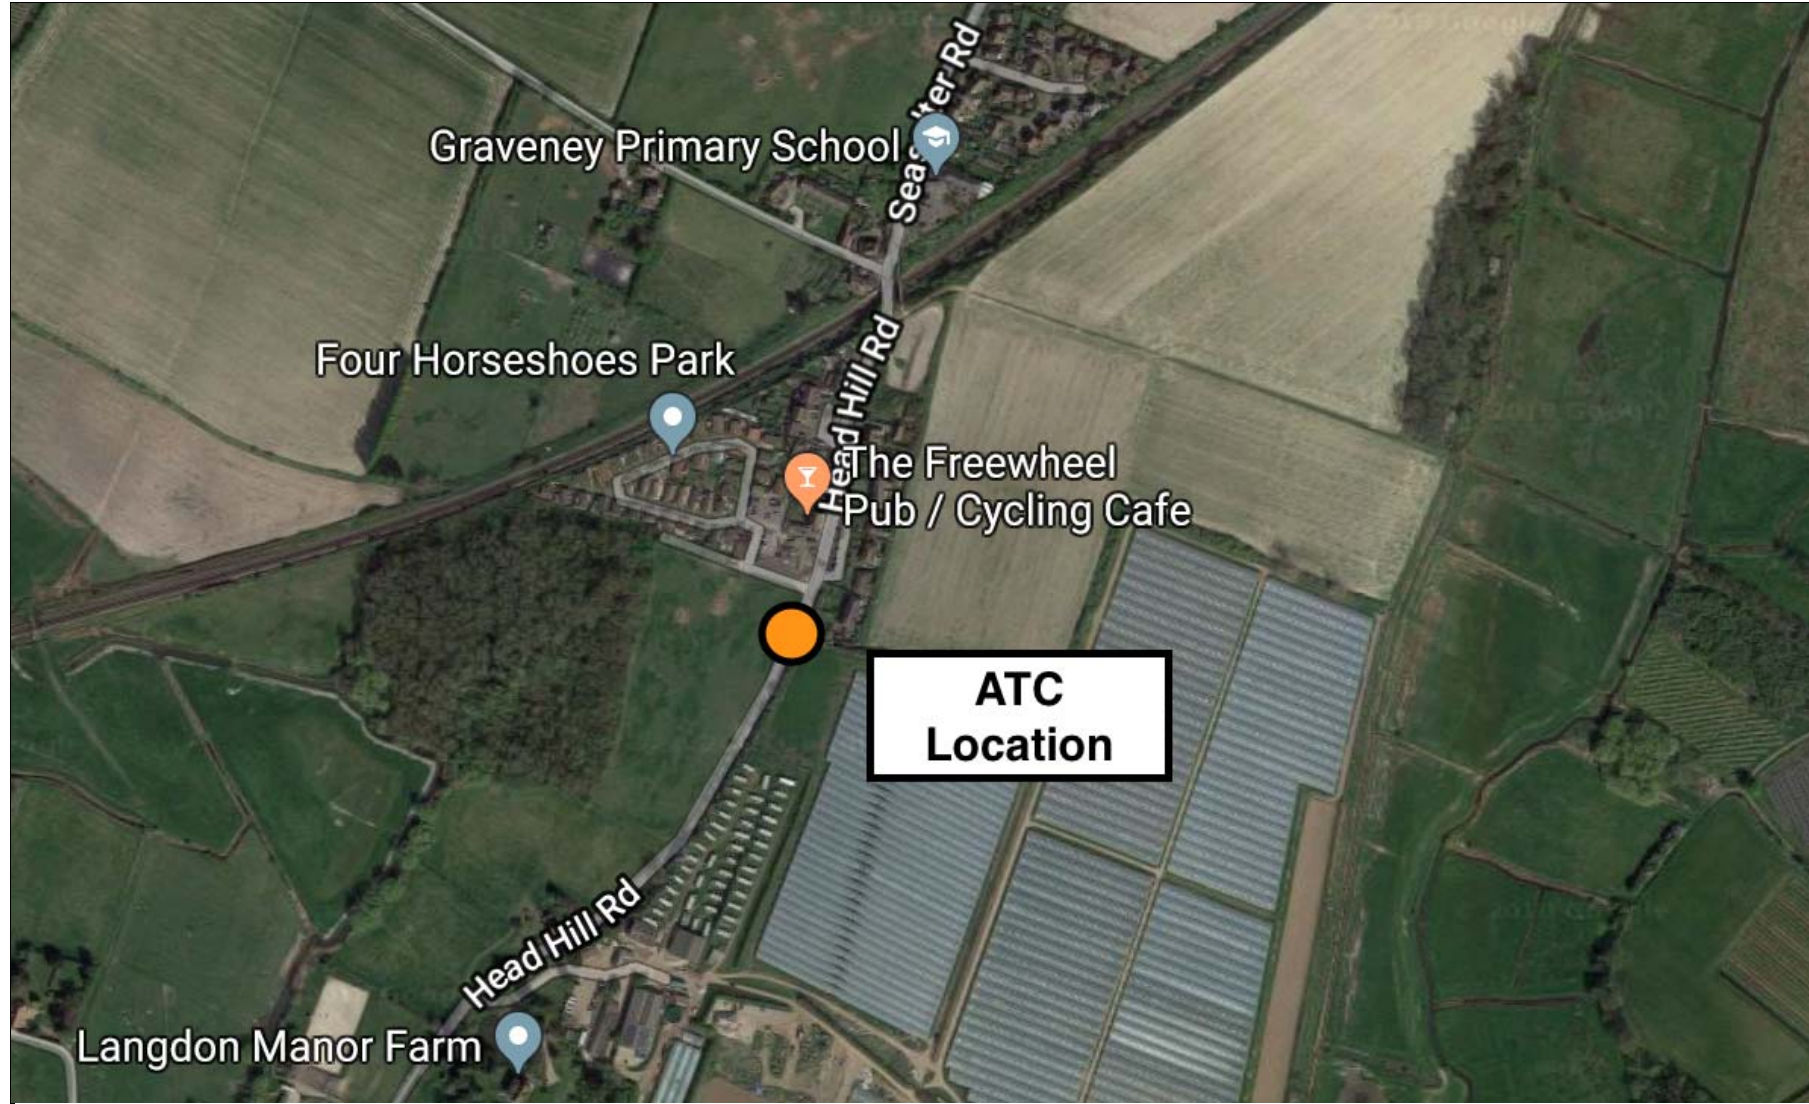 Seasalter Rd
Graveney Primary School
Four Horseshoes Park
Head Hill Rd
The Freewheel
Pub / Cycling Cafe
ATC
Location
Head Hill Rd
Langdon Manor Farm